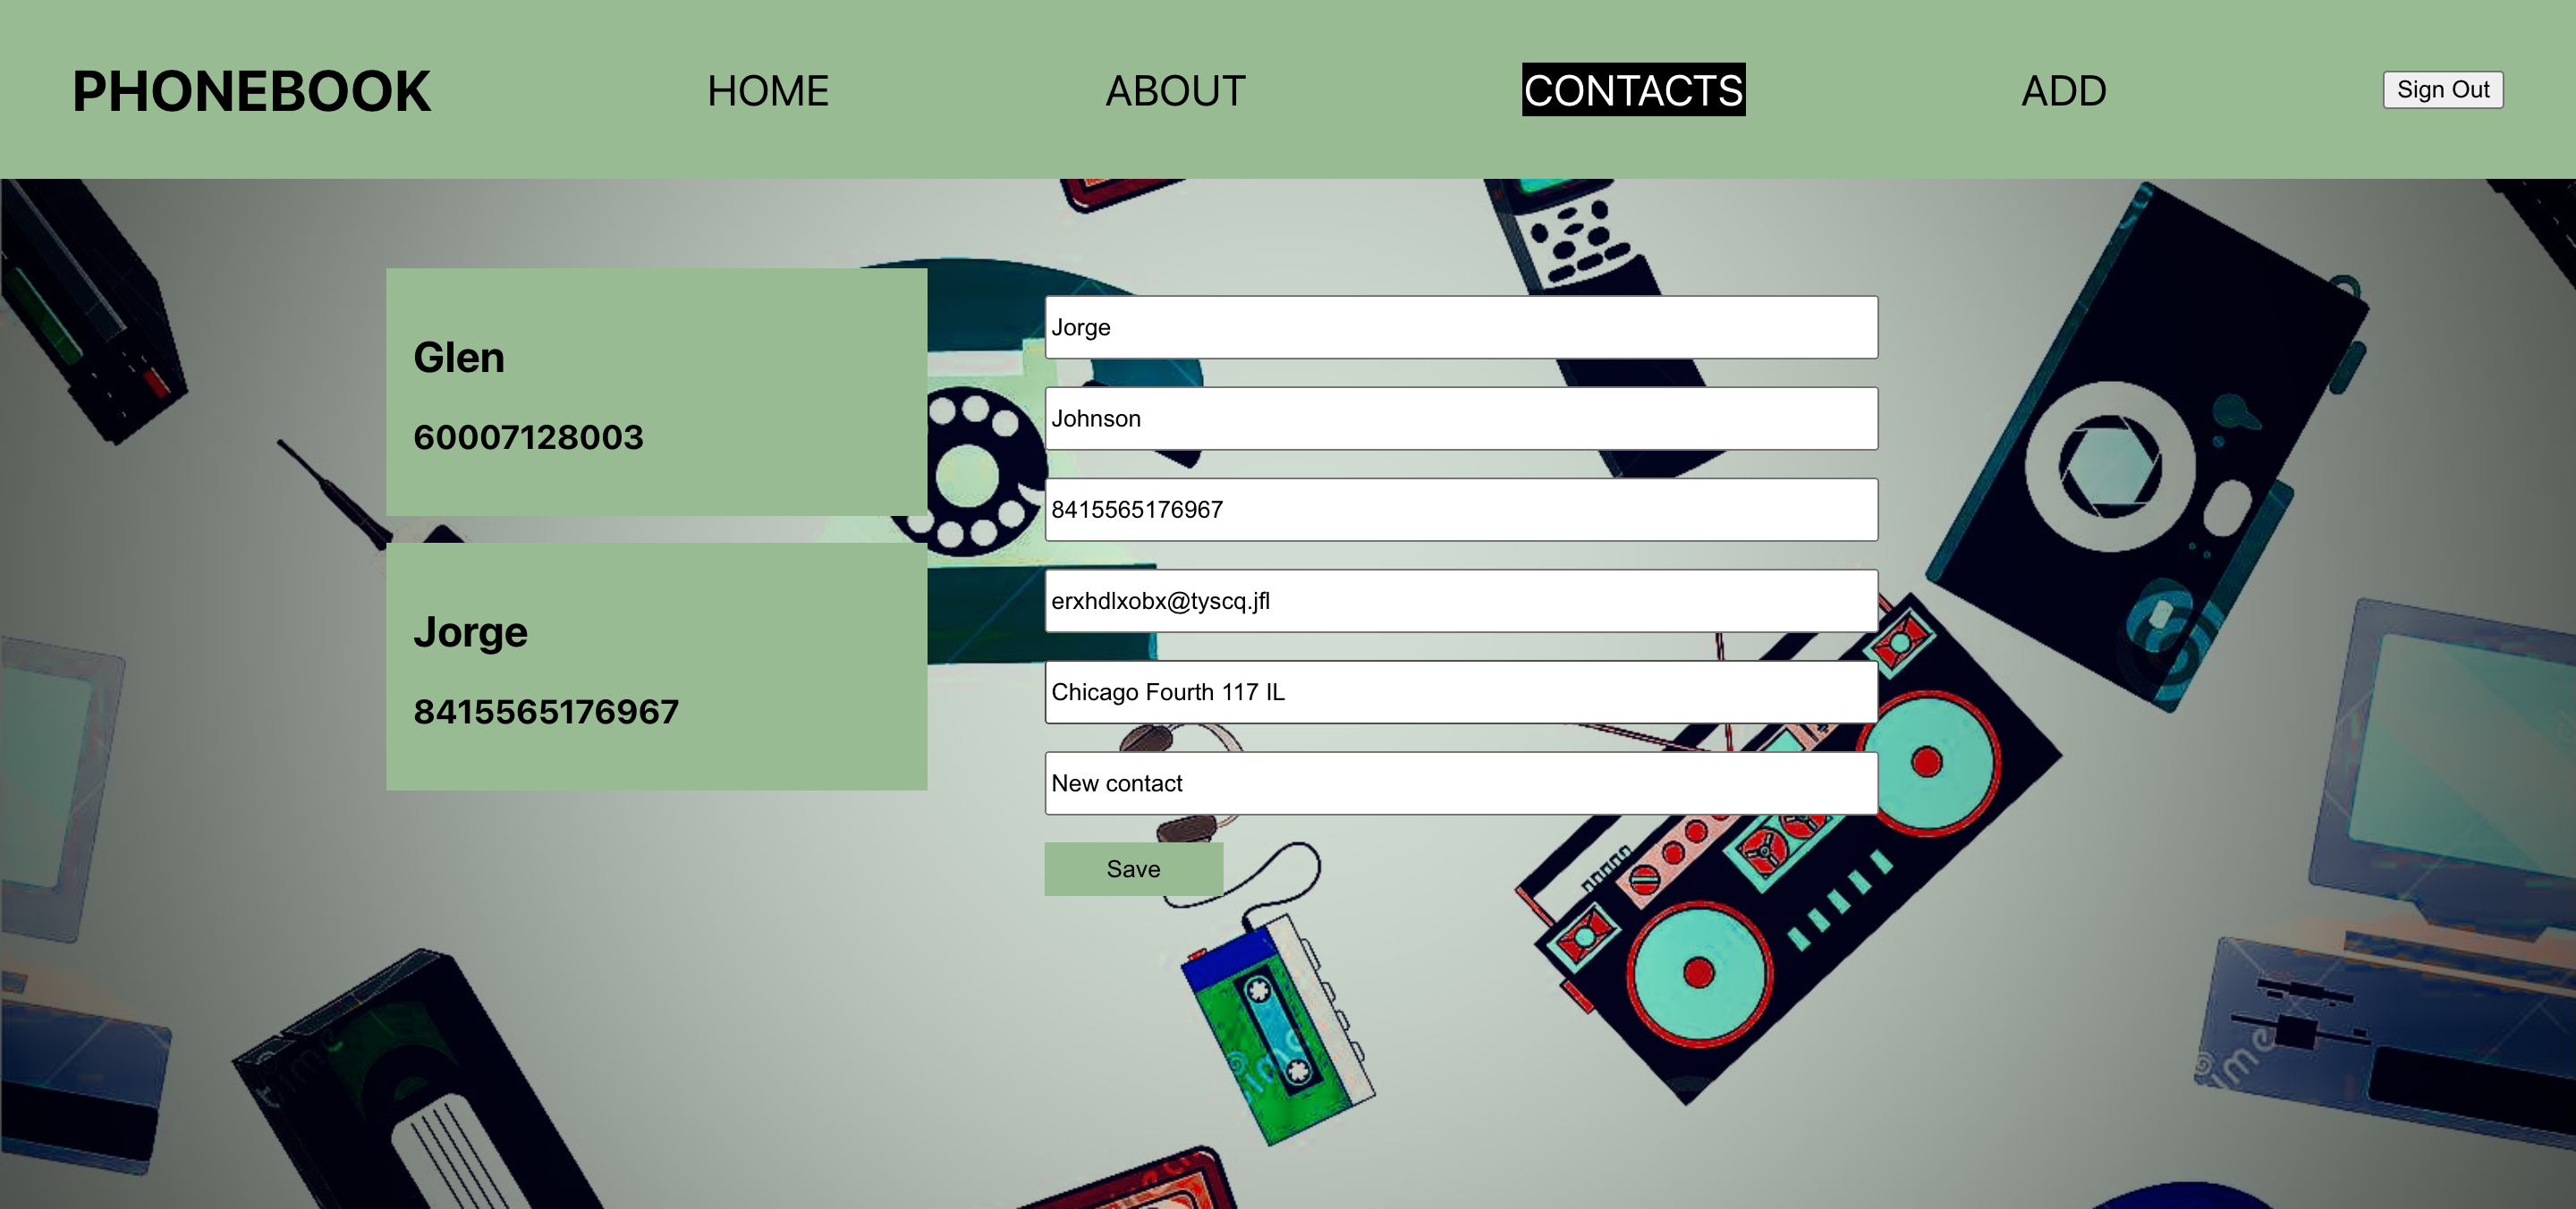 PHONEBOOK HOME ABOUT CONTACTS ADD Sign Out
Glen
60007128003
Jorge
8415565176967
Jorge
Johnson
8415565176967
erxhdlxobx@tyscq.jfl
Chicago Fourth 117 IL
New contact
Save